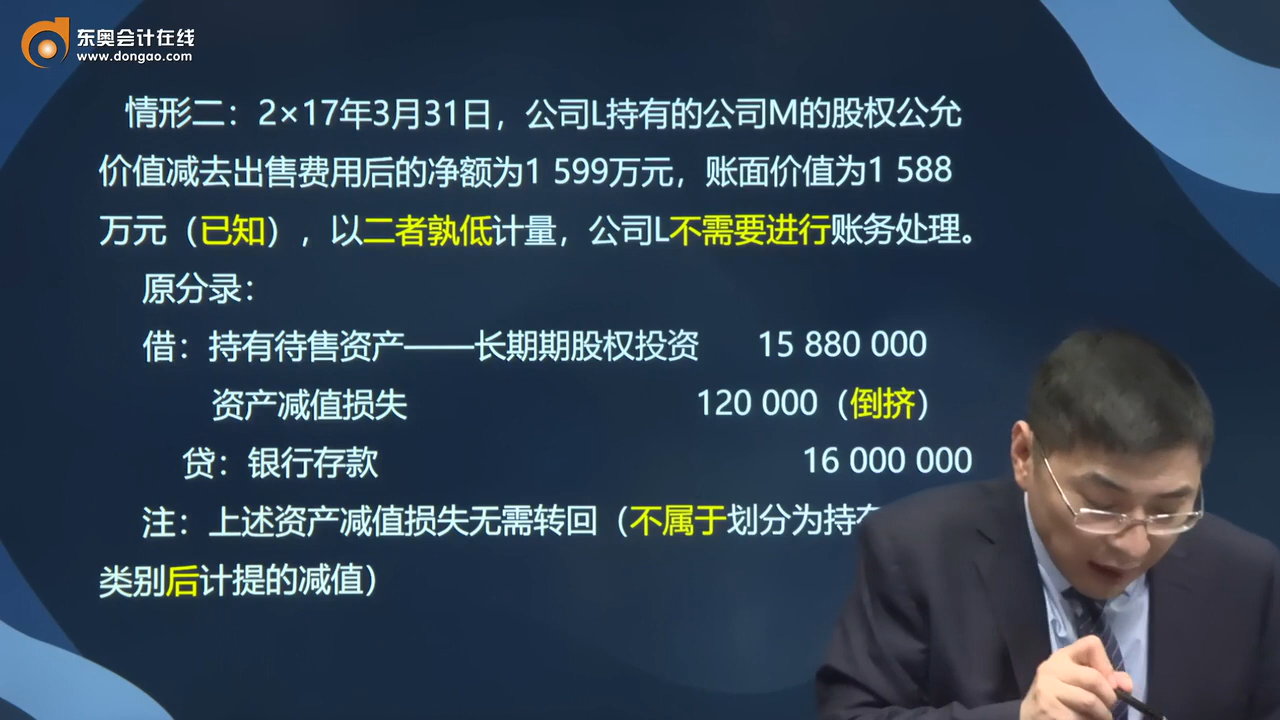 东奥会计在线
www.dongao.com
情形二：2×17年3月31日，公司L持有的公司M的股权公允
价值减去出售费用后的净额为1 599万元，账面价值为1 588
万元（已知），以二者孰低计量，公司L不需要进行账务处理。
原分录：
借：持有待售资产——长期期股权投资 15 880 000
资产减值损失 120 000（倒挤）
贷：银行存款 16 000 000
注：上述资产减值损失无需转回（不属于划分为持
类别后计提的减值）